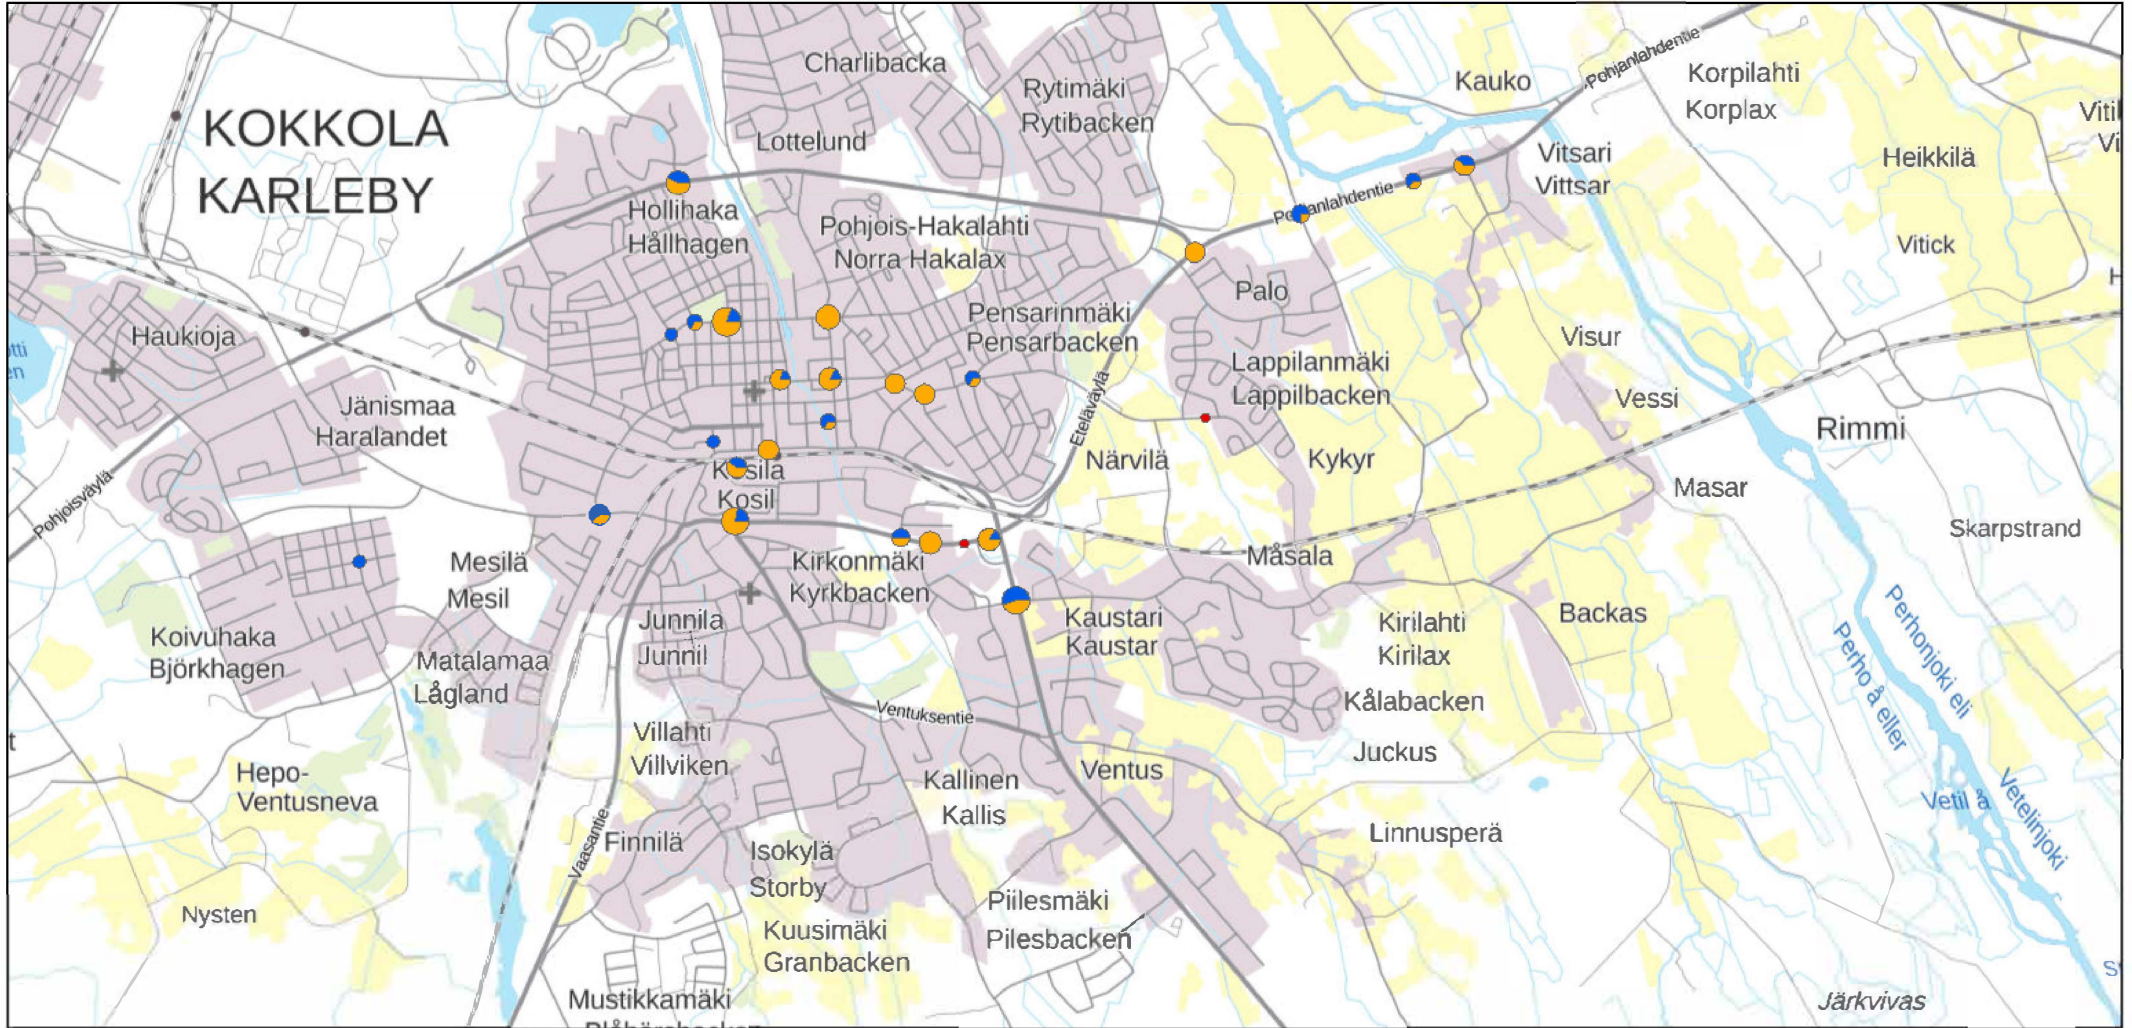 KOKKOLA
KARLEBY
Charlibacka
Rytimäki
Rytibacken
Lottelund
Kauko
Pohjanlahdentie
Korpilahti
Korplax
Heikkilä
Vitsari
Vittsar
Vitick
Hollihaka
Hållhagen
Pohjois-Hakalahti
Norra Hakalax
Palo
Pensarinmäki
Pensarbacken
Haukioja
Visur
Lappilanmäki
Lappilbacken
Vessi
Rimmi
Jänismaa
Haralandet
Eteläväylä
Närvilä
Kykyr
Masar
Skarpstrand
Pohjoisväylä
Kosil
Mesilä
Mesil
Kirkonmäki
Kyrkbacken
Måsala
Junnila
Junnil
Kaustari
Kaustar
Kirilahti
Kirilax
Backas
Koivuhaka
Björkhagen
Matalamaa
Lågland
Kålabacken
Juckus
Perhonjoki eli
Perho å eller
Vetil å
Vetelinjoki
Ventuksentie
Villahti
Villviken
Hepo-
Ventusneva
Kallinen
Kallis
Ventus
Linnusperä
Vaasantie
Finnilä
Isokylä
Storby
Nysten
Piilesmäki
Pilesbacken
Kuusimäki
Granbacken
Mustikkamäki
Järkvivas